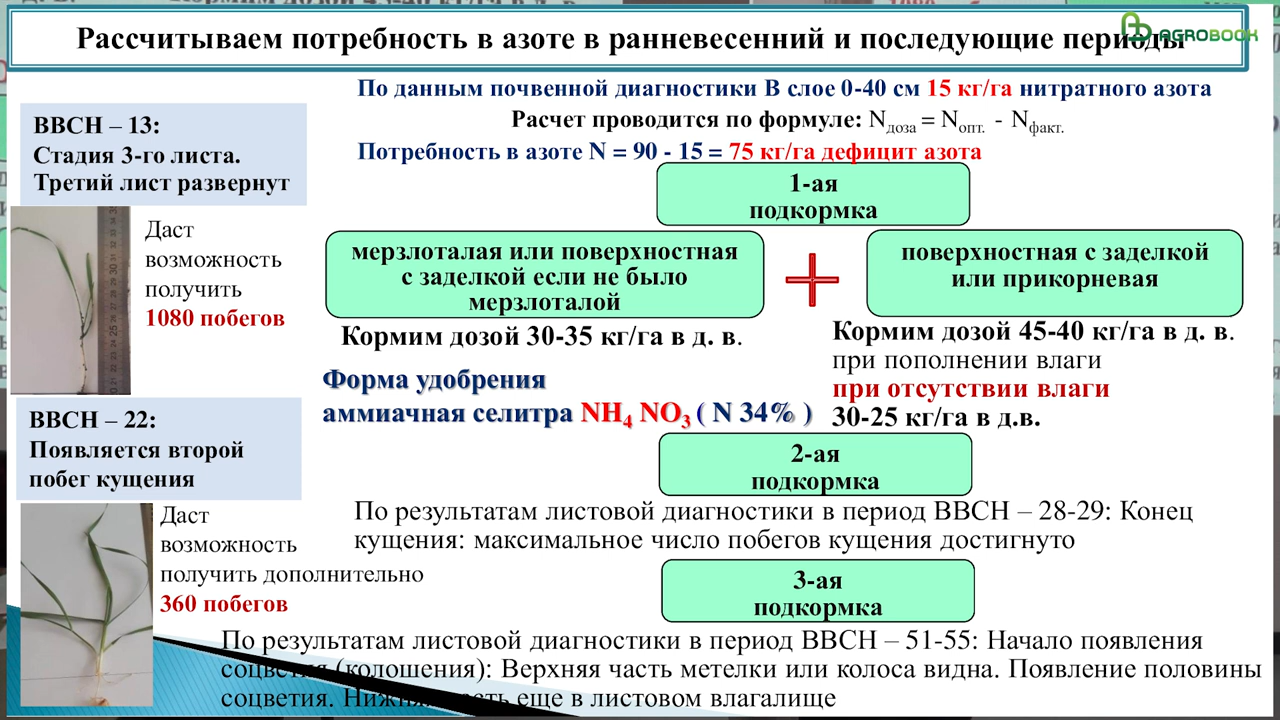 Рассчитываем потребность в азоте в ранневесенний и последующие периоды
AGROBOOK
По данным почвенной диагностики В слое 0-40 см 15 кг/га нитратного азота
Расчет проводится по формуле: Nдоза = Nопт. - Nфакт.
Потребность в азоте N = 90 - 15 = 75 кг/га дефицит азота
ВВСН – 13:
Стадия 3-го листа.
Третий лист развернут
Даст
возможность
получить
1080 побегов
1-ая
подкормка
мерзлоталая или поверхностная
с заделкой если не было
мерзлоталой
поверхностная с заделкой
или прикорневая
Кормим дозой 30-35 кг/га в д. в.
Кормим дозой 45-40 кг/га в д. в.
при пополнении влаги
при отсутствии влаги
30-25 кг/га в д.в.
Форма удобрения
аммиачная селитра NH4 NO3 ( N 34% )
ВВСН – 22:
Появляется второй
побег кущения
Даст
возможность
получить дополнительно
360 побегов
2-ая
подкормка
По результатам листовой диагностики в период ВВСН – 28-29: Конец
кущения: максимальное число побегов кущения достигнуто
3-ая
подкормка
По результатам листовой диагностики в период ВВСН – 51-55: Начало появления
соцветия (колошения): Верхняя часть метелки или колоса видна. Появление половины
соцветия. Нижняя часть еще в листовом влагалище